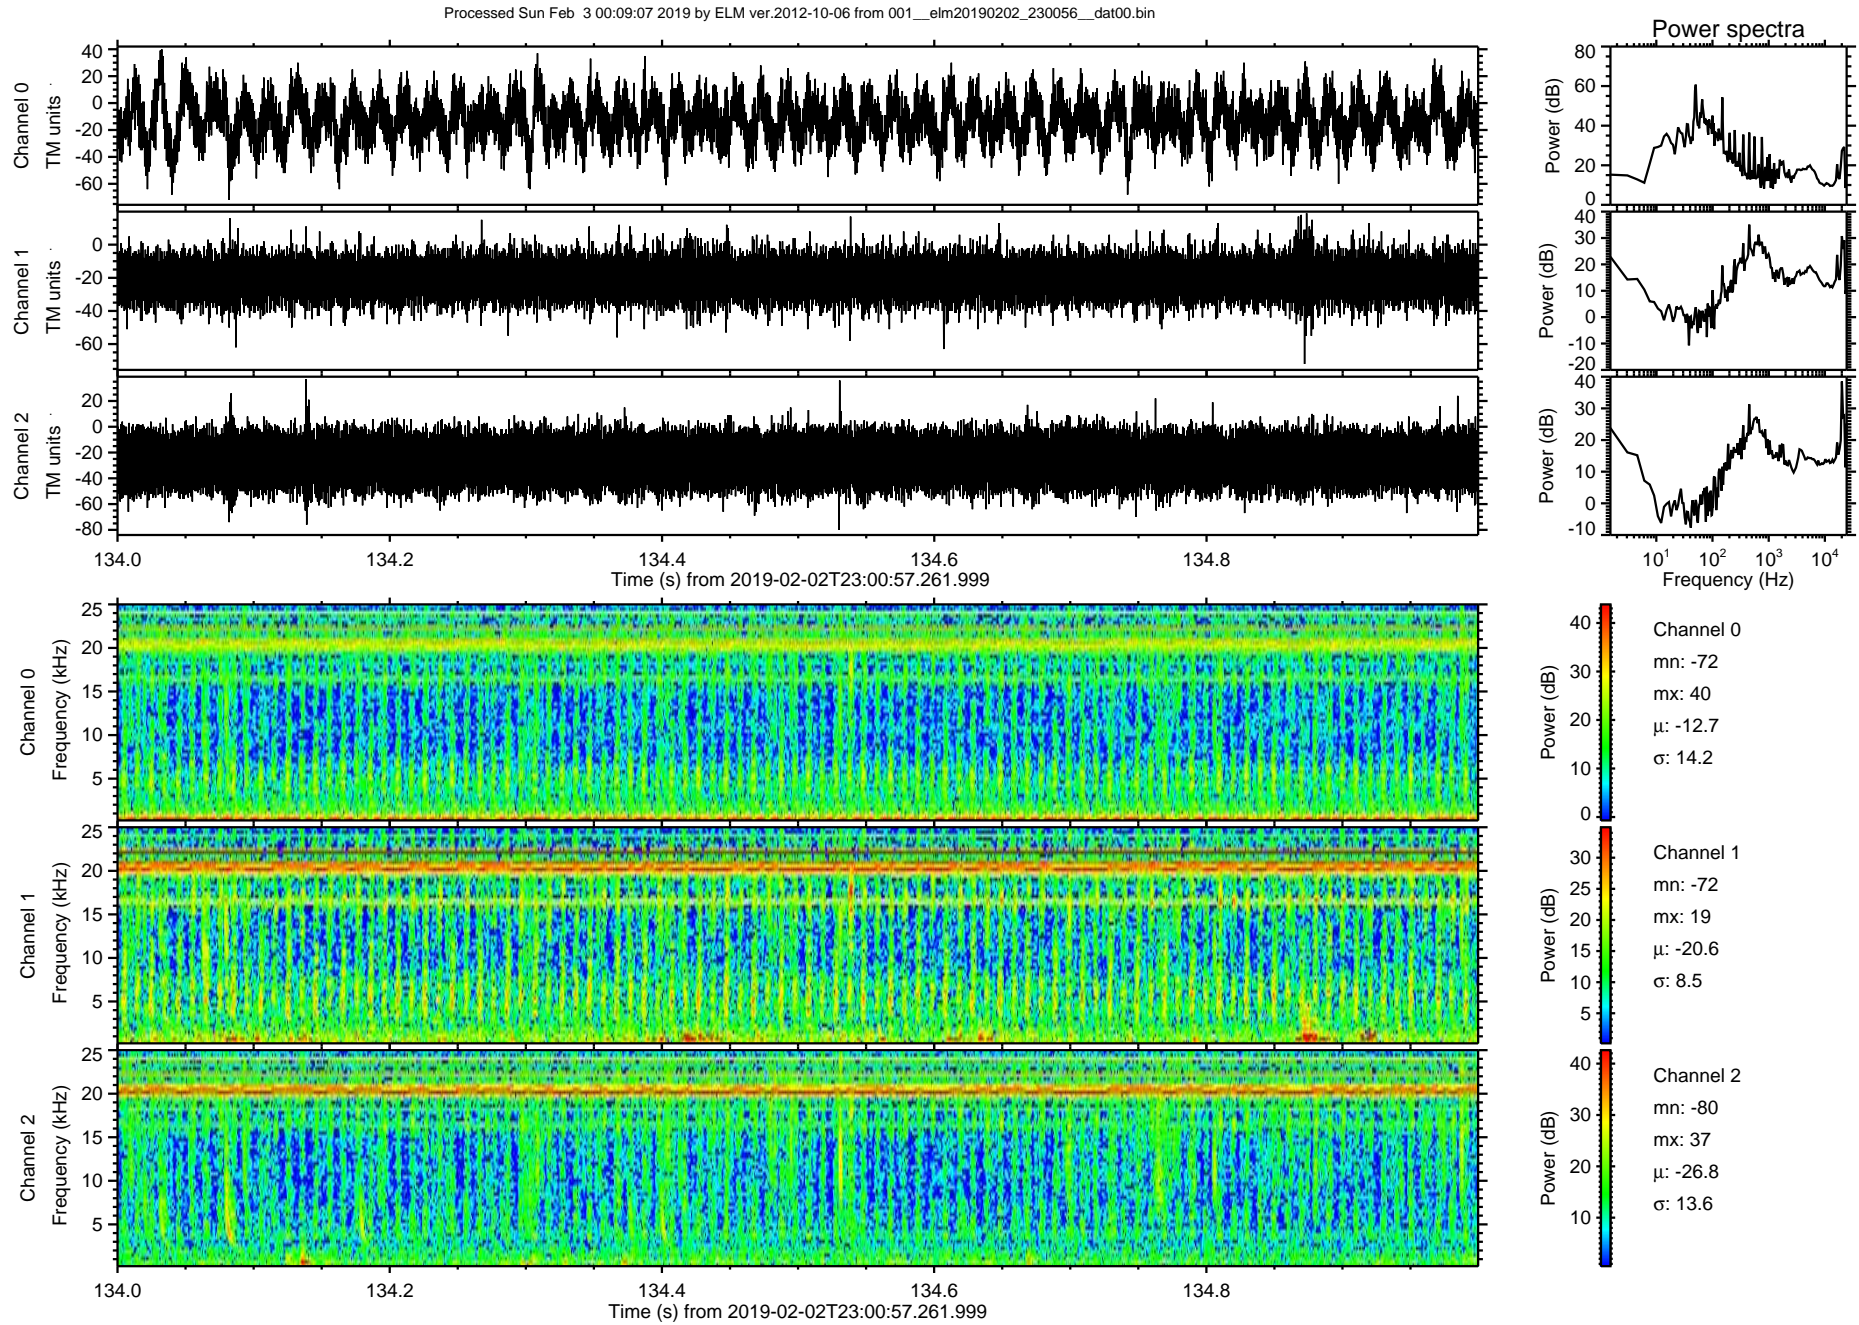 Processed Sun Feb  3 00:09:07 2019 by ELM ver.2012-10-06 from 001__elm20190202_230056__dat00.bin
Power spectra
Channel 0
TM units
40
20
0
-20
-40
-60
Power (dB)
80
60
40
20
0
Channel 1
TM units
0
-20
-40
-60
Power (dB)
40
30
20
10
0
-10
-20
Channel 2
TM units
20
0
-20
-40
-60
-80
Power (dB)
40
30
20
10
0
-10
134.0 134.2 134.4 134.6 134.8
Time (s) from 2019-02-02T23:00:57.261.999
10^1 10^2 10^3 10^4
Frequency (Hz)
Channel 0
Frequency (kHz)
25
20
15
10
5
Power (dB)
40
30
20
10
0
Channel 0
mn: -72
mx: 40
μ: -12.7
σ: 14.2
Channel 1
Frequency (kHz)
25
20
15
10
5
Power (dB)
30
25
20
15
10
5
Channel 1
mn: -72
mx: 19
μ: -20.6
σ: 8.5
Channel 2
Frequency (kHz)
25
20
15
10
5
Power (dB)
40
30
20
10
Channel 2
mn: -80
mx: 37
μ: -26.8
σ: 13.6
134.0 134.2 134.4 134.6 134.8
Time (s) from 2019-02-02T23:00:57.261.999